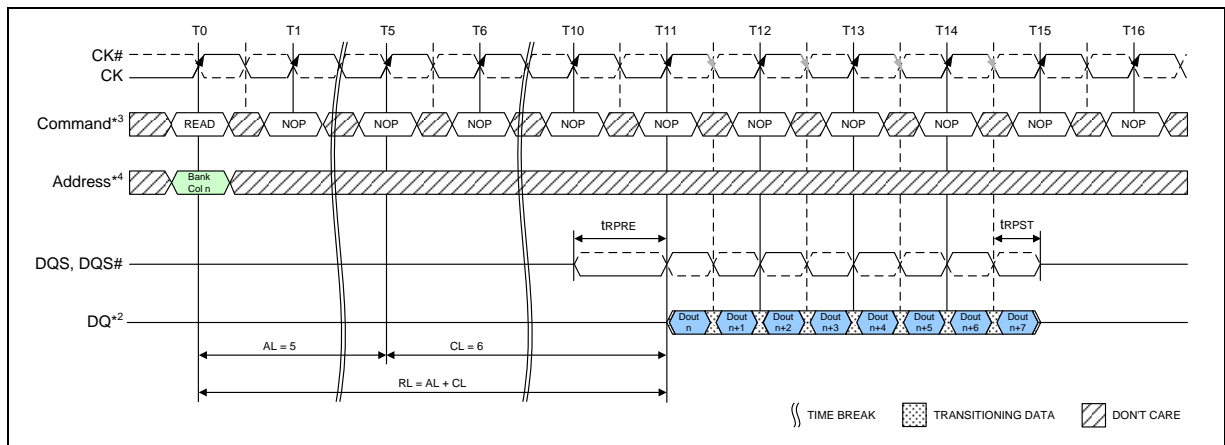 T0 T1 T5 T6 T10 T11 T12 T13 T14 T15 T16
CK#
CK
Command*3 READ NOP NOP NOP NOP NOP NOP NOP NOP NOP NOP
Address*4 Bank
Col n
tRPRE tRPST
DQS, DQS#
DQ*2 Dout Dout Dout Dout Dout Dout Dout Dout
n n+1 n+2 n+3 n+4 n+5 n+6 n+7
AL = 5 CL = 6
RL = AL + CL
TIME BREAK TRANSITIONING DATA DON'T CARE